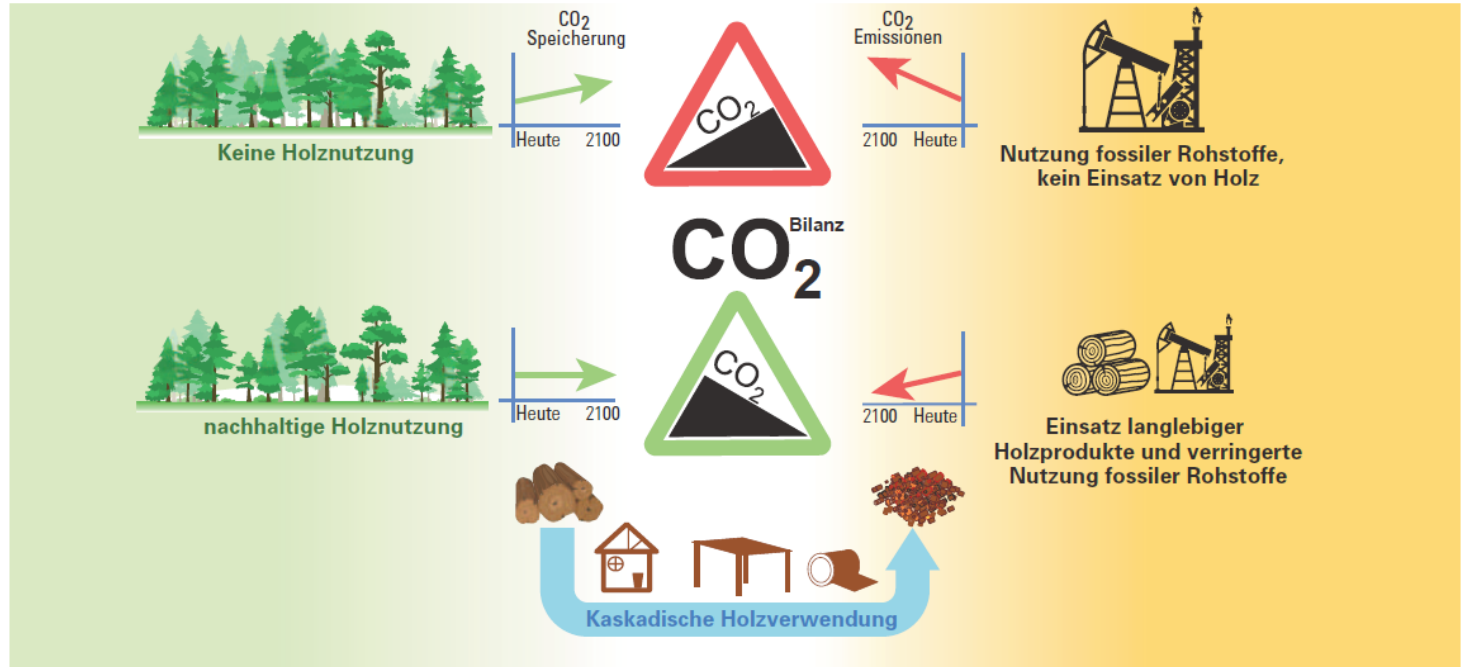 CO2
Speicherung
CO2
Emissionen
CO2
Heute 2100
2100 Heute
Keine Holznutzung
Nutzung fossiler Rohstoffe,
kein Einsatz von Holz
CO2 Bilanz
CO2
Heute 2100
2100 Heute
nachhaltige Holznutzung
Einsatz langlebiger
Holzprodukte und verringerte
Nutzung fossiler Rohstoffe
Kaskadische Holzverwendung